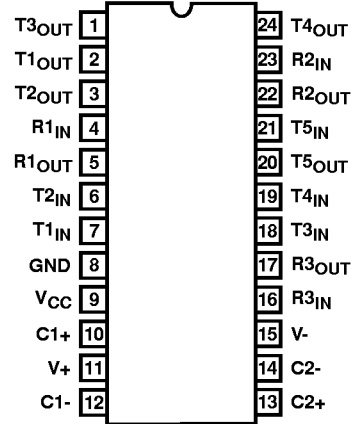 T3OUT 1 24 T4OUT
T1OUT 2 23 R2IN
T2OUT 3 22 R2OUT
R1IN 4 21 T5IN
R1OUT 5 20 T5OUT
T2IN 6 19 T4IN
T1IN 7 18 T3IN
GND 8 17 R3OUT
VCC 9 16 R3IN
C1+ 10 15 V-
V+ 11 14 C2-
C1- 12 13 C2+